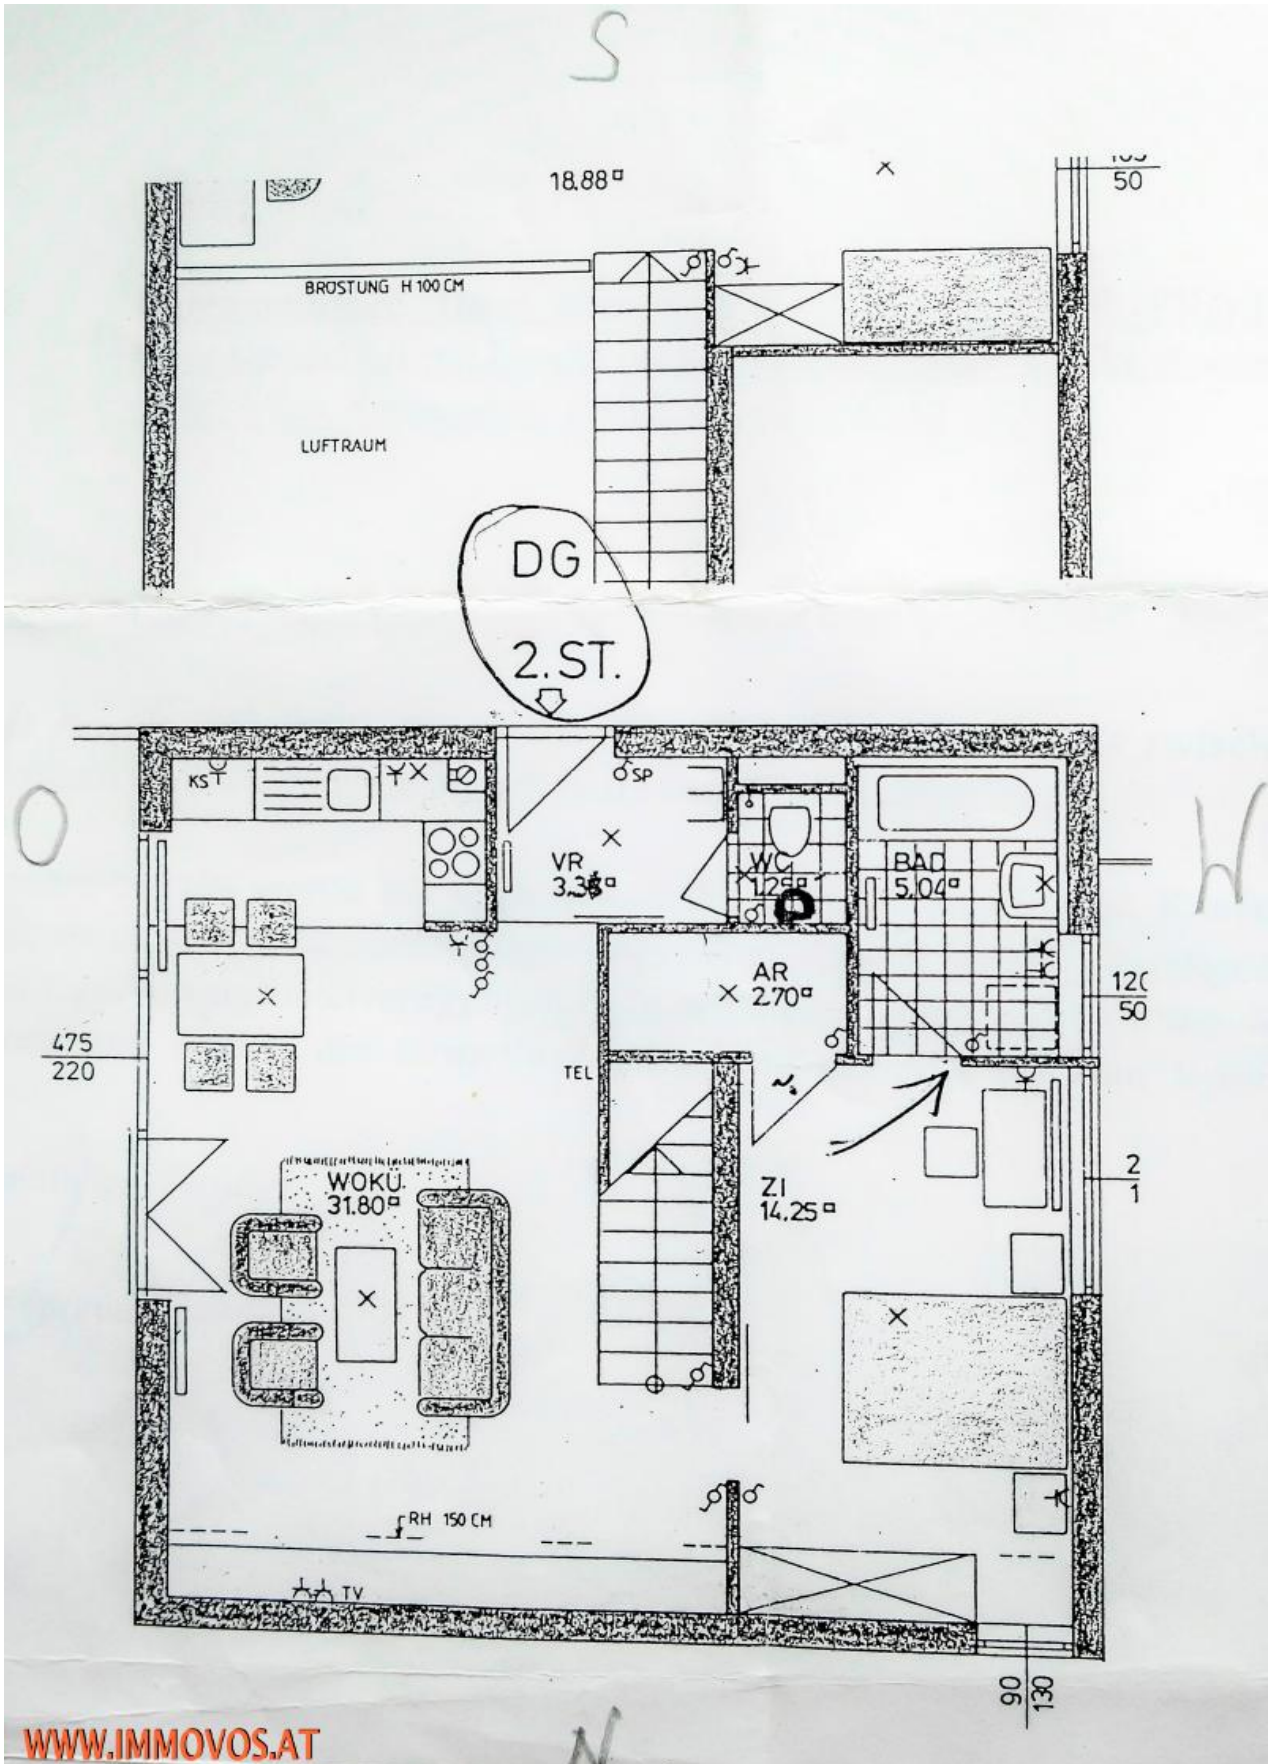 S
18.88¤
50
BRÜSTUNG H 100 CM
LUFTRAUM
DG
2. ST.
KS
SP
O
VR
WC
BAD
5.04¤
W
AR
2.70¤
120
50
475
220
TEL
ZI
14.25¤
2
1
WOKÜ
31.80¤
RH 150 CM
TV
90
130
N
WWW.IMMOVOS.AT